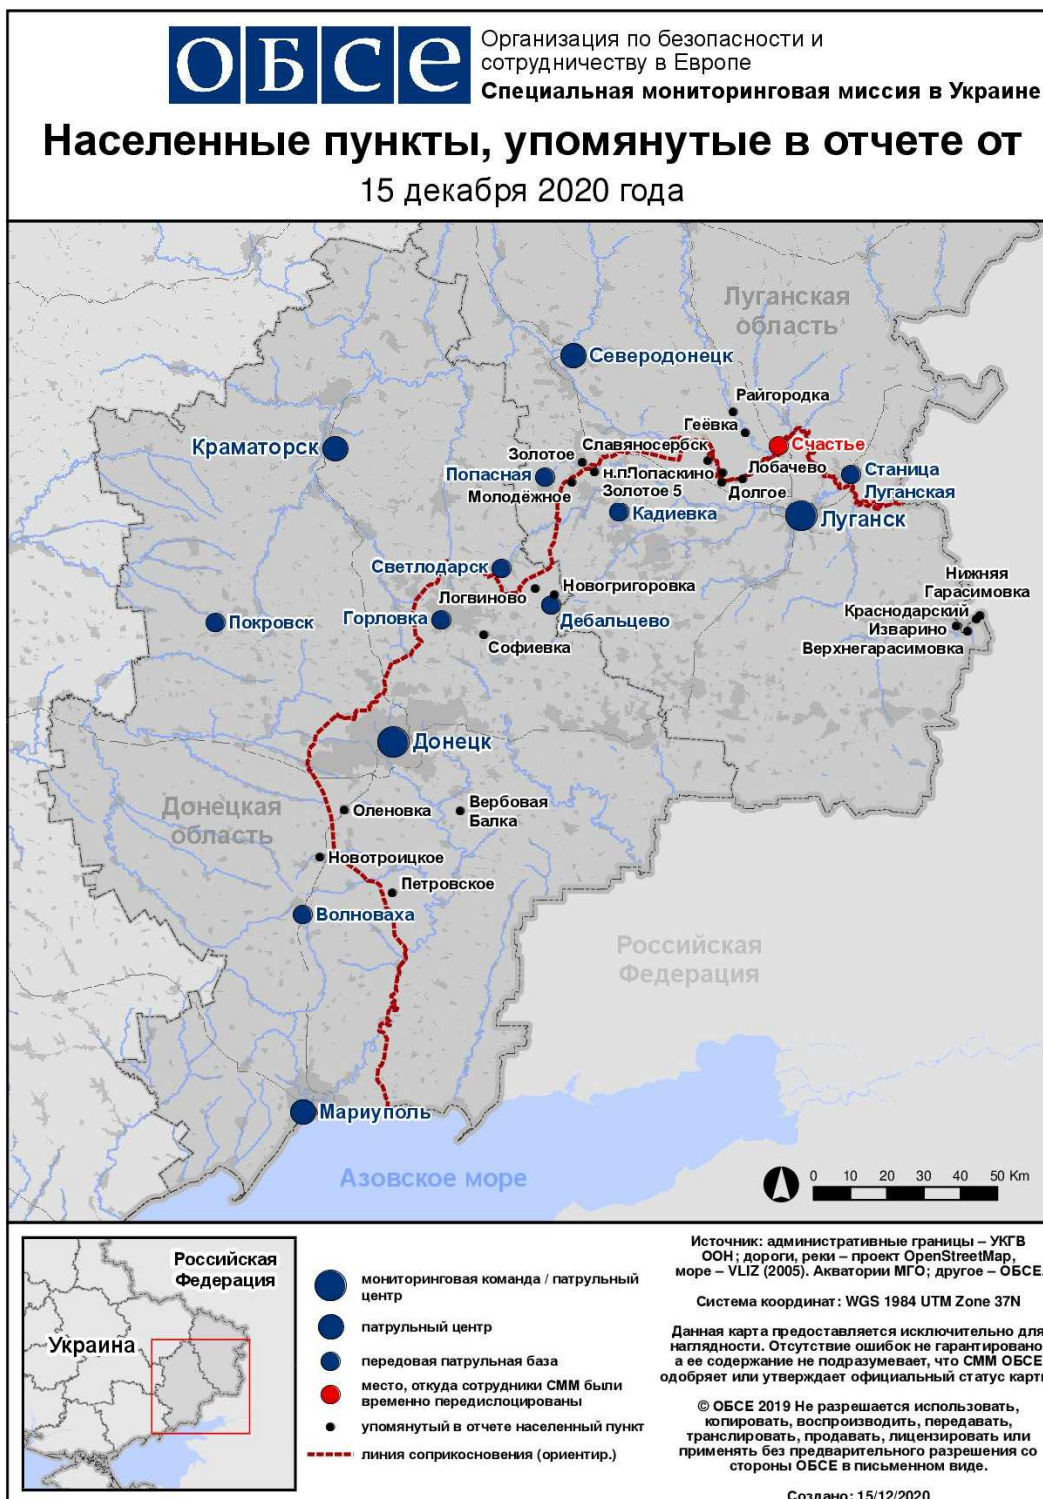 ОБСЕ
Организация по безопасности и
сотрудничеству в Европе
Специальная мониторинговая миссия в Украине
Населенные пункты, упомянутые в отчете от
15 декабря 2020 года
Луганская
область
Северодонецк
Райгородка
Геёвка
Краматорск
Славяносербск
Счастье
Золотое
Лобачево
Станица
Луганская
Попасная
н.п.
Попаскино
Молодёжное
Золотое 5
Долгое
Кадиевка
Луганск
Светлодарск
Нижняя
Гарасимовка
Логвиново
Новогригоровка
Покровск
Горловка
Дебальцево
Краснодарский
Изварино
Софиевка
Верхнегарасимовка
Донецк
Донецкая
область
Оленовка
Вербовая
Балка
Новотроицкое
Петровское
Волноваха
Российская
Федерация
Мариуполь
Азовское море
0 10 20 30 40 50 Km
Российская
Федерация
Украина
мониторинговая команда / патрульный
центр
патрульный центр
передовая патрульная база
место, откуда сотрудники СММ были
временно передислоцированы
упомянутый в отчете населенный пункт
линия соприкосновения (ориентир.)
Источник: административные границы – УКГВ
ООН; дороги, реки – проект OpenStreetMap,
море – VLIZ (2005). Акватории МГО; другое – ОБСЕ.
Система координат: WGS 1984 UTM Zone 37N
Данная карта предоставляется исключительно для
наглядности. Отсутствие ошибок не гарантировано
а ее содержание не подразумевает, что СММ ОБСЕ
одобряет или утверждает официальный статус карт
© ОБСЕ 2019 Не разрешается использовать,
копировать, воспроизводить, передавать,
транслировать, продавать, лицензировать или
применять без предварительного разрешения со
стороны ОБСЕ в письменном виде.
Создано: 15/12/2020